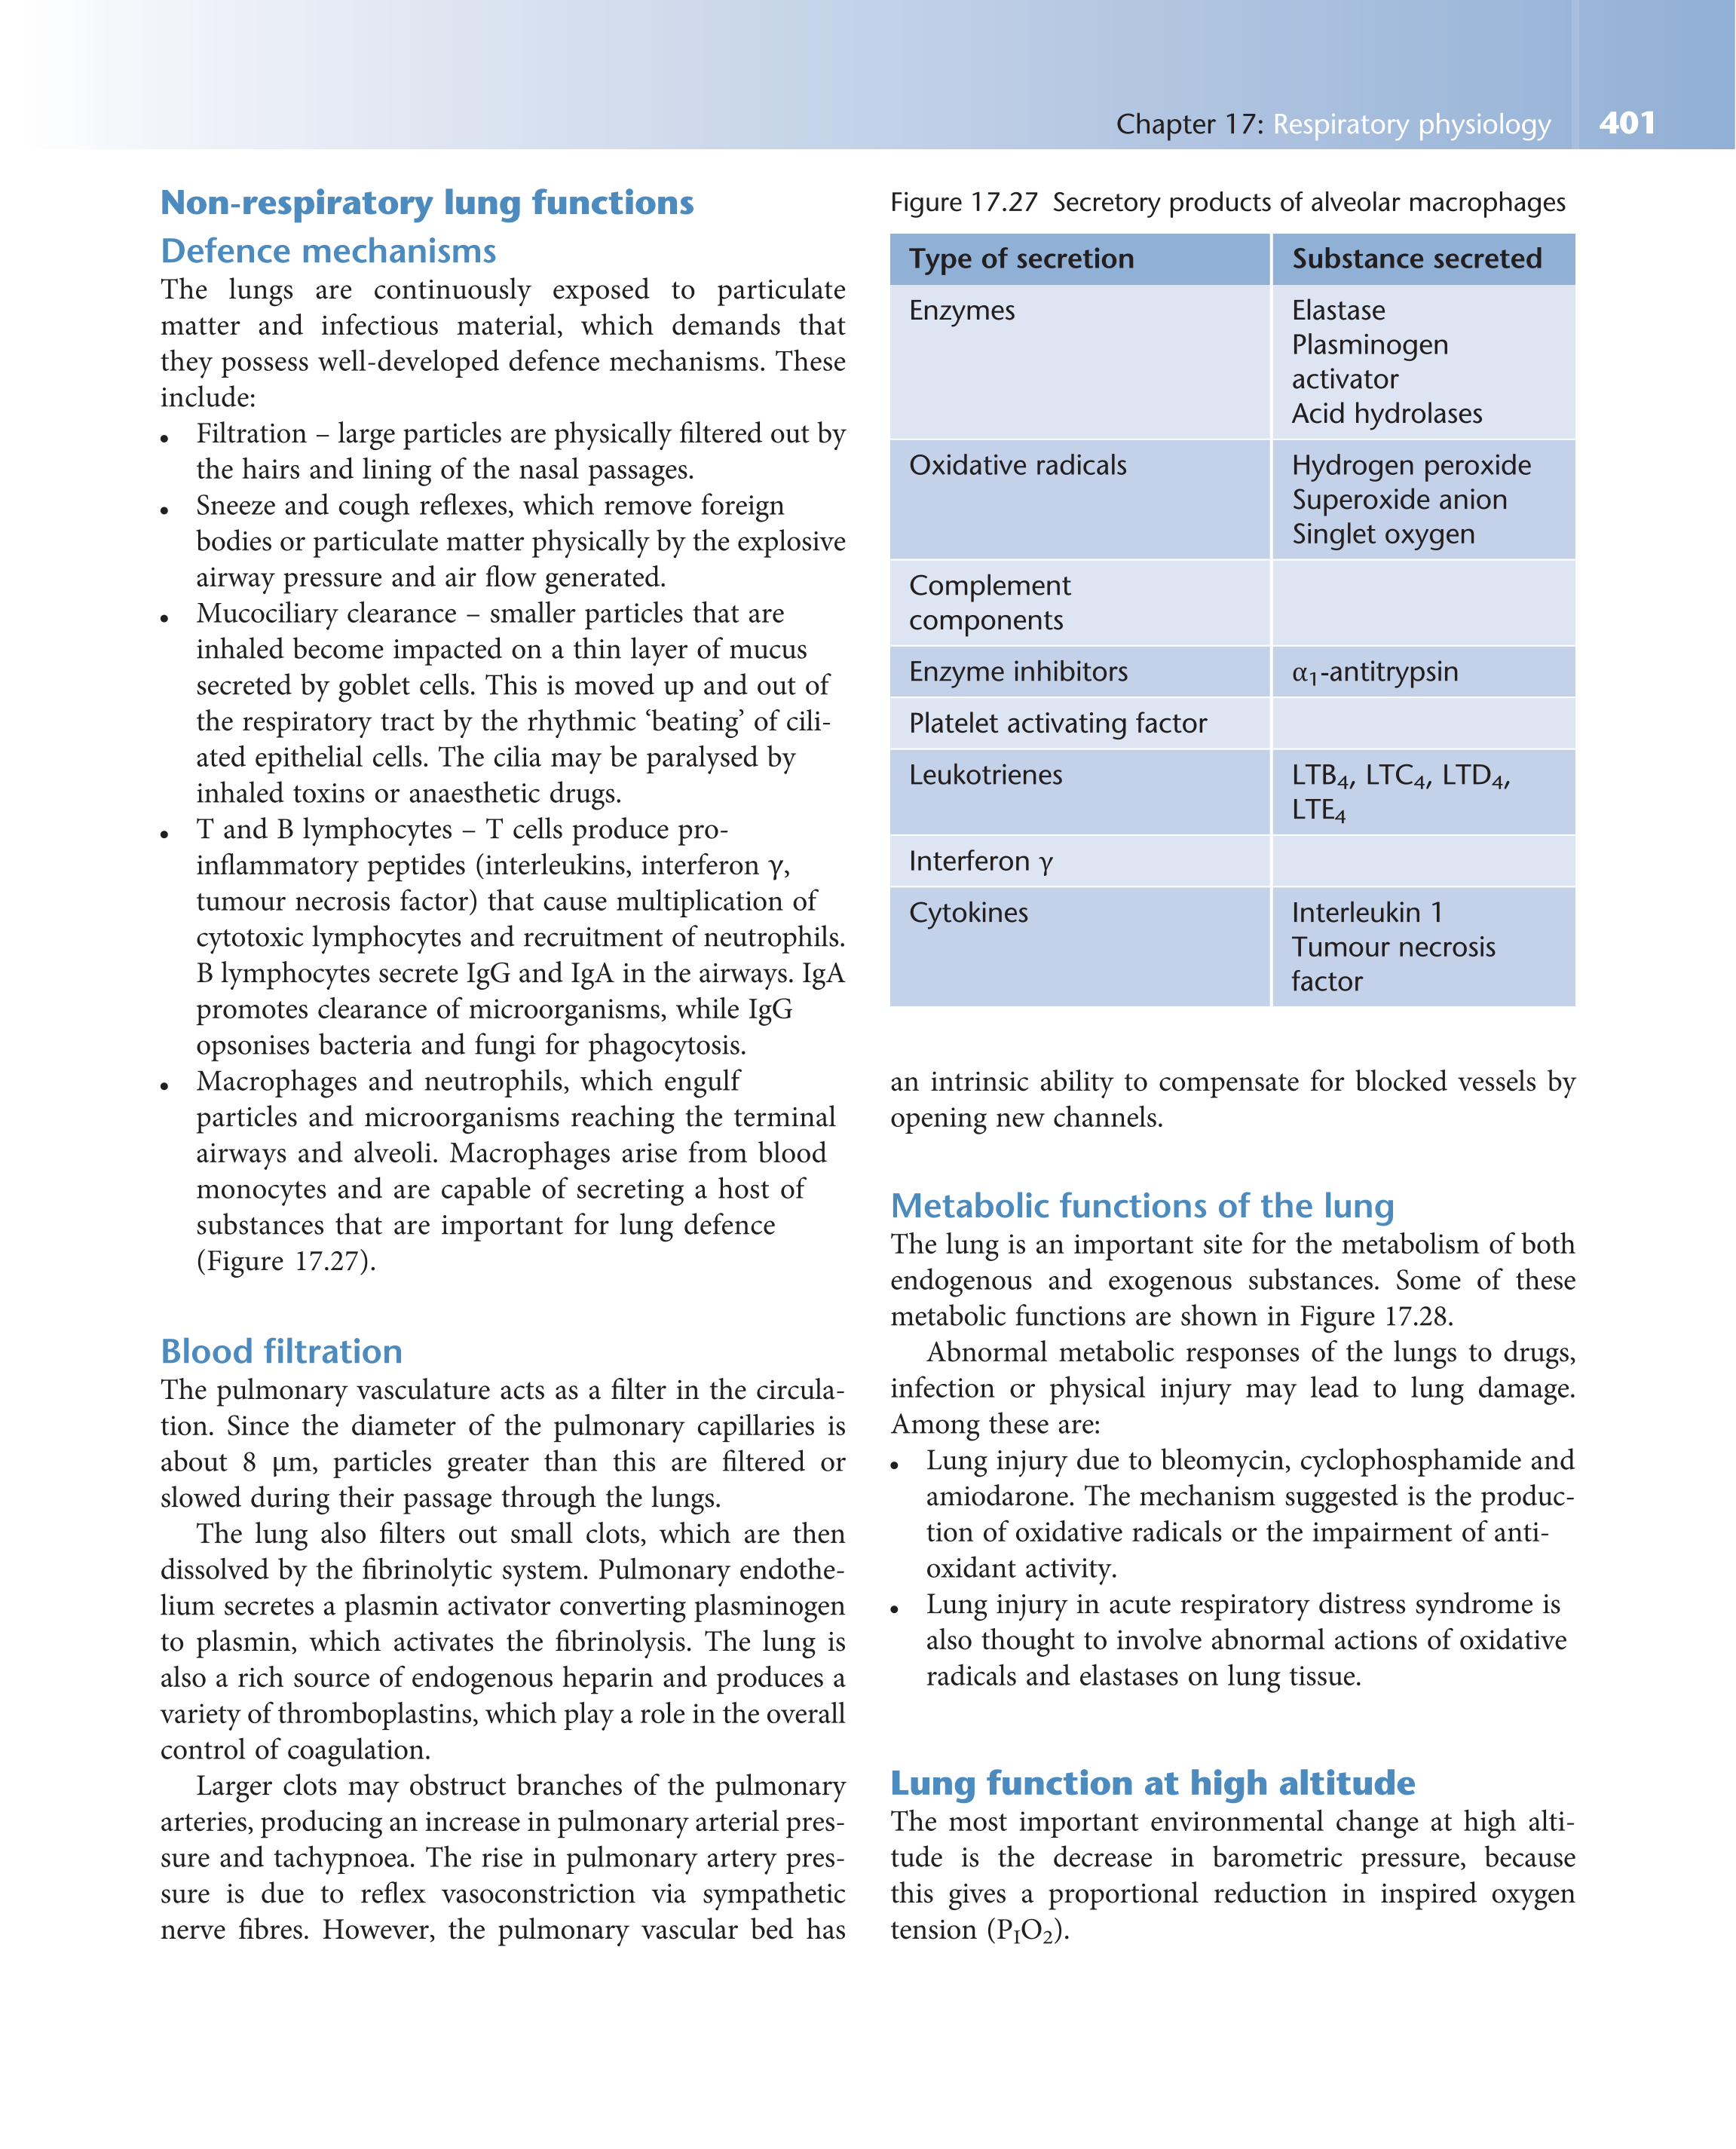 Chapter 17: Respiratory physiology 401
Non-respiratory lung functions
Defence mechanisms
The lungs are continuously exposed to particulate
matter and infectious material, which demands that
they possess well-developed defence mechanisms. These
include:
• Filtration – large particles are physically filtered out by
the hairs and lining of the nasal passages.
• Sneeze and cough reflexes, which remove foreign
bodies or particulate matter physically by the explosive
airway pressure and air flow generated.
• Mucociliary clearance – smaller particles that are
inhaled become impacted on a thin layer of mucus
secreted by goblet cells. This is moved up and out of
the respiratory tract by the rhythmic ‘beating’ of cili-
ated epithelial cells. The cilia may be paralysed by
inhaled toxins or anaesthetic drugs.
• T and B lymphocytes – T cells produce pro-
inflammatory peptides (interleukins, interferon γ,
tumour necrosis factor) that cause multiplication of
cytotoxic lymphocytes and recruitment of neutrophils.
B lymphocytes secrete IgG and IgA in the airways. IgA
promotes clearance of microorganisms, while IgG
opsonises bacteria and fungi for phagocytosis.
• Macrophages and neutrophils, which engulf
particles and microorganisms reaching the terminal
airways and alveoli. Macrophages arise from blood
monocytes and are capable of secreting a host of
substances that are important for lung defence
(Figure 17.27).
Blood filtration
The pulmonary vasculature acts as a filter in the circula-
tion. Since the diameter of the pulmonary capillaries is
about 8 μm, particles greater than this are filtered or
slowed during their passage through the lungs.
The lung also filters out small clots, which are then
dissolved by the fibrinolytic system. Pulmonary endothe-
lium secretes a plasmin activator converting plasminogen
to plasmin, which activates the fibrinolysis. The lung is
also a rich source of endogenous heparin and produces a
variety of thromboplastins, which play a role in the overall
control of coagulation.
Larger clots may obstruct branches of the pulmonary
arteries, producing an increase in pulmonary arterial pres-
sure and tachypnoea. The rise in pulmonary artery pres-
sure is due to reflex vasoconstriction via sympathetic
nerve fibres. However, the pulmonary vascular bed has
Figure 17.27 Secretory products of alveolar macrophages
Type of secretion Substance secreted
Enzymes Elastase
Plasminogen
activator
Acid hydrolases
Oxidative radicals Hydrogen peroxide
Superoxide anion
Singlet oxygen
Complement
components
Enzyme inhibitors α₁-antitrypsin
Platelet activating factor
Leukotrienes LTB₄, LTC₄, LTD₄,
LTE₄
Interferon γ
Cytokines Interleukin 1
Tumour necrosis
factor
an intrinsic ability to compensate for blocked vessels by
opening new channels.
Metabolic functions of the lung
The lung is an important site for the metabolism of both
endogenous and exogenous substances. Some of these
metabolic functions are shown in Figure 17.28.
Abnormal metabolic responses of the lungs to drugs,
infection or physical injury may lead to lung damage.
Among these are:
• Lung injury due to bleomycin, cyclophosphamide and
amiodarone. The mechanism suggested is the produc-
tion of oxidative radicals or the impairment of anti-
oxidant activity.
• Lung injury in acute respiratory distress syndrome is
also thought to involve abnormal actions of oxidative
radicals and elastases on lung tissue.
Lung function at high altitude
The most important environmental change at high alti-
tude is the decrease in barometric pressure, because
this gives a proportional reduction in inspired oxygen
tension (PIO₂).